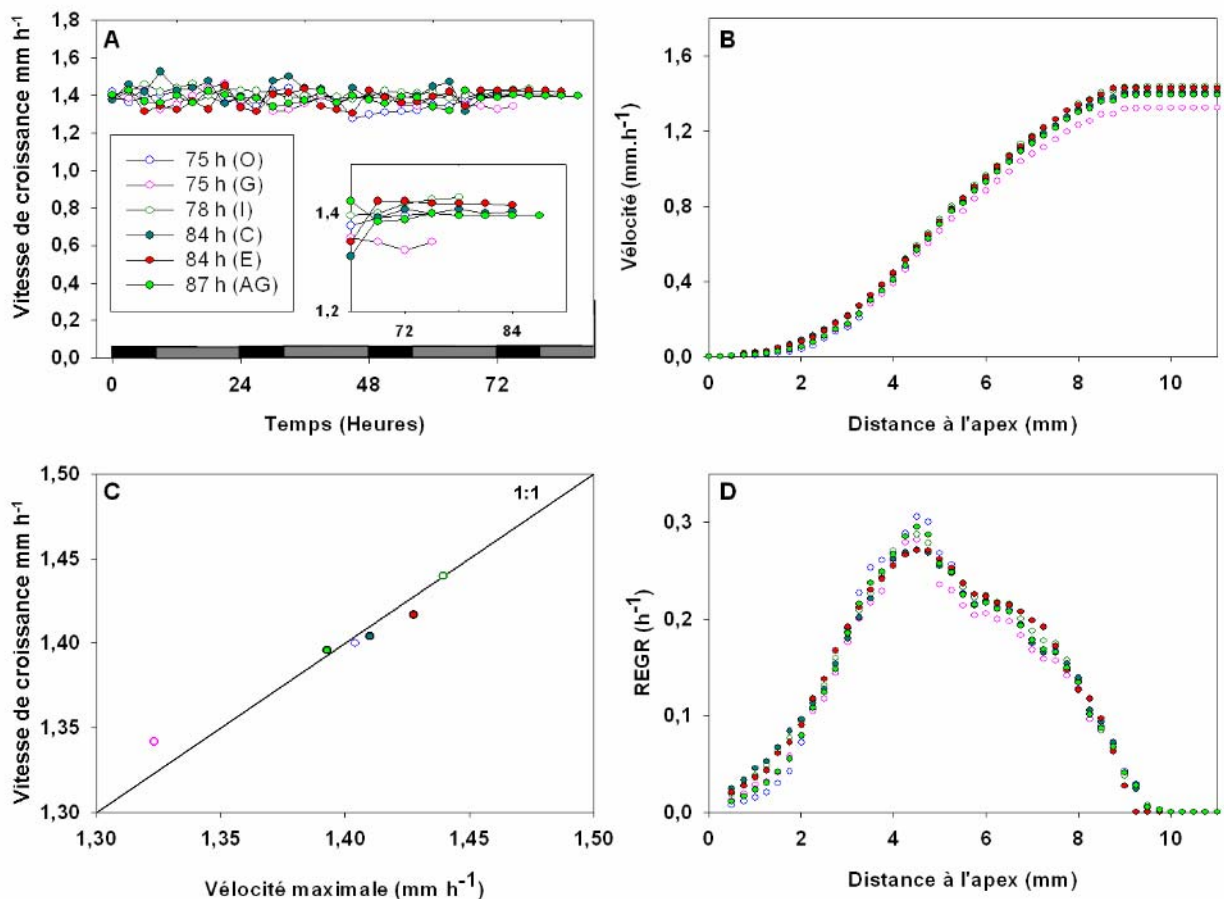 A
Vitesse de croissance mm h-1
1,8
1,6
1,4
1,2
1,0
0,8
0,6
0,4
0,2
0,0
75 h (O)
75 h (G)
78 h (I)
84 h (C)
84 h (E)
87 h (AG)
1,4
1,2
72
84
0
24
48
72
Temps (Heures)
B
Vélocité (mm.h-1)
1,6
1,2
0,8
0,4
0,0
0
2
4
6
8
10
Distance à l'apex (mm)
C
1:1
Vitesse de croissance mm h-1
1,50
1,45
1,40
1,35
1,30
1,30
1,35
1,40
1,45
1,50
Vélocité maximale (mm h-1)
D
REGR (h-1)
0,3
0,2
0,1
0,0
0
2
4
6
8
10
Distance à l'apex (mm)